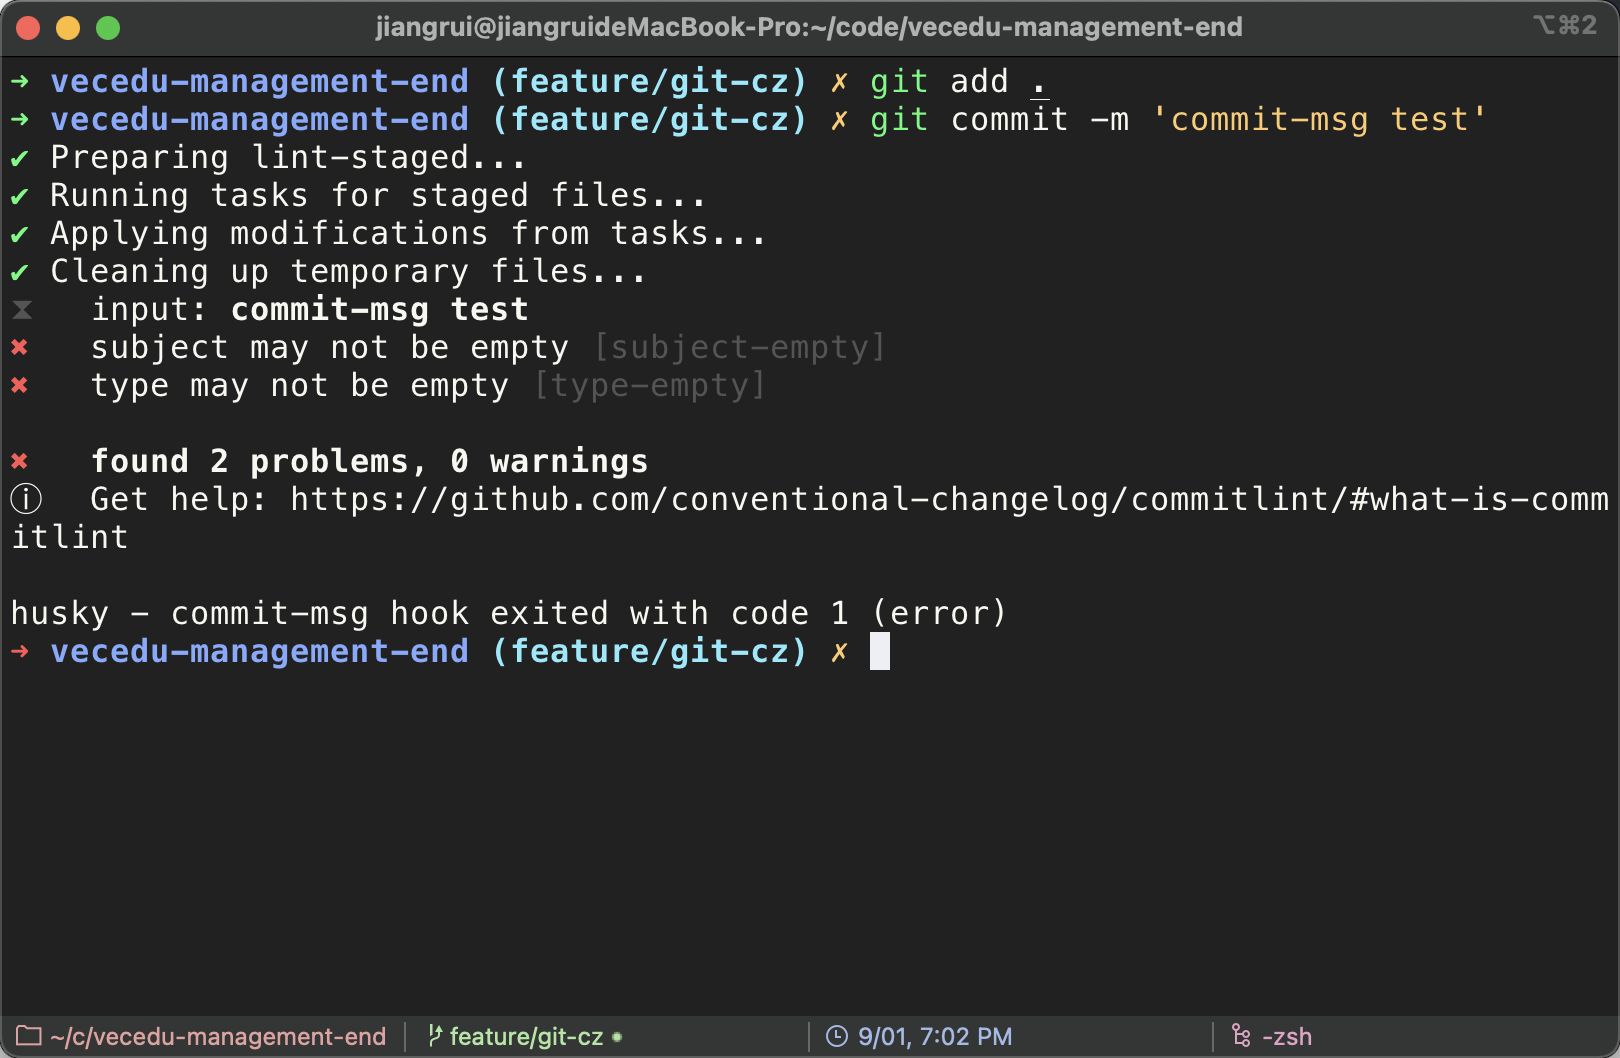 jiangrui@jiangruideMacBook-Pro:~/code/vecedu-management-end ⌥⌘2
➜ vecedu-management-end (feature/git-cz) ✗ git add .
➜ vecedu-management-end (feature/git-cz) ✗ git commit -m 'commit-msg test'
✔ Preparing lint-staged...
✔ Running tasks for staged files...
✔ Applying modifications from tasks...
✔ Cleaning up temporary files...
⧗ input: commit-msg test
✖ subject may not be empty [subject-empty]
✖ type may not be empty [type-empty]
✖ found 2 problems, 0 warnings
ⓘ Get help: https://github.com/conventional-changelog/commitlint/#what-is-comm
itlint
husky - commit-msg hook exited with code 1 (error)
➜ vecedu-management-end (feature/git-cz) ✗
~/c/vecedu-management-end feature/git-cz • 9/01, 7:02 PM -zsh